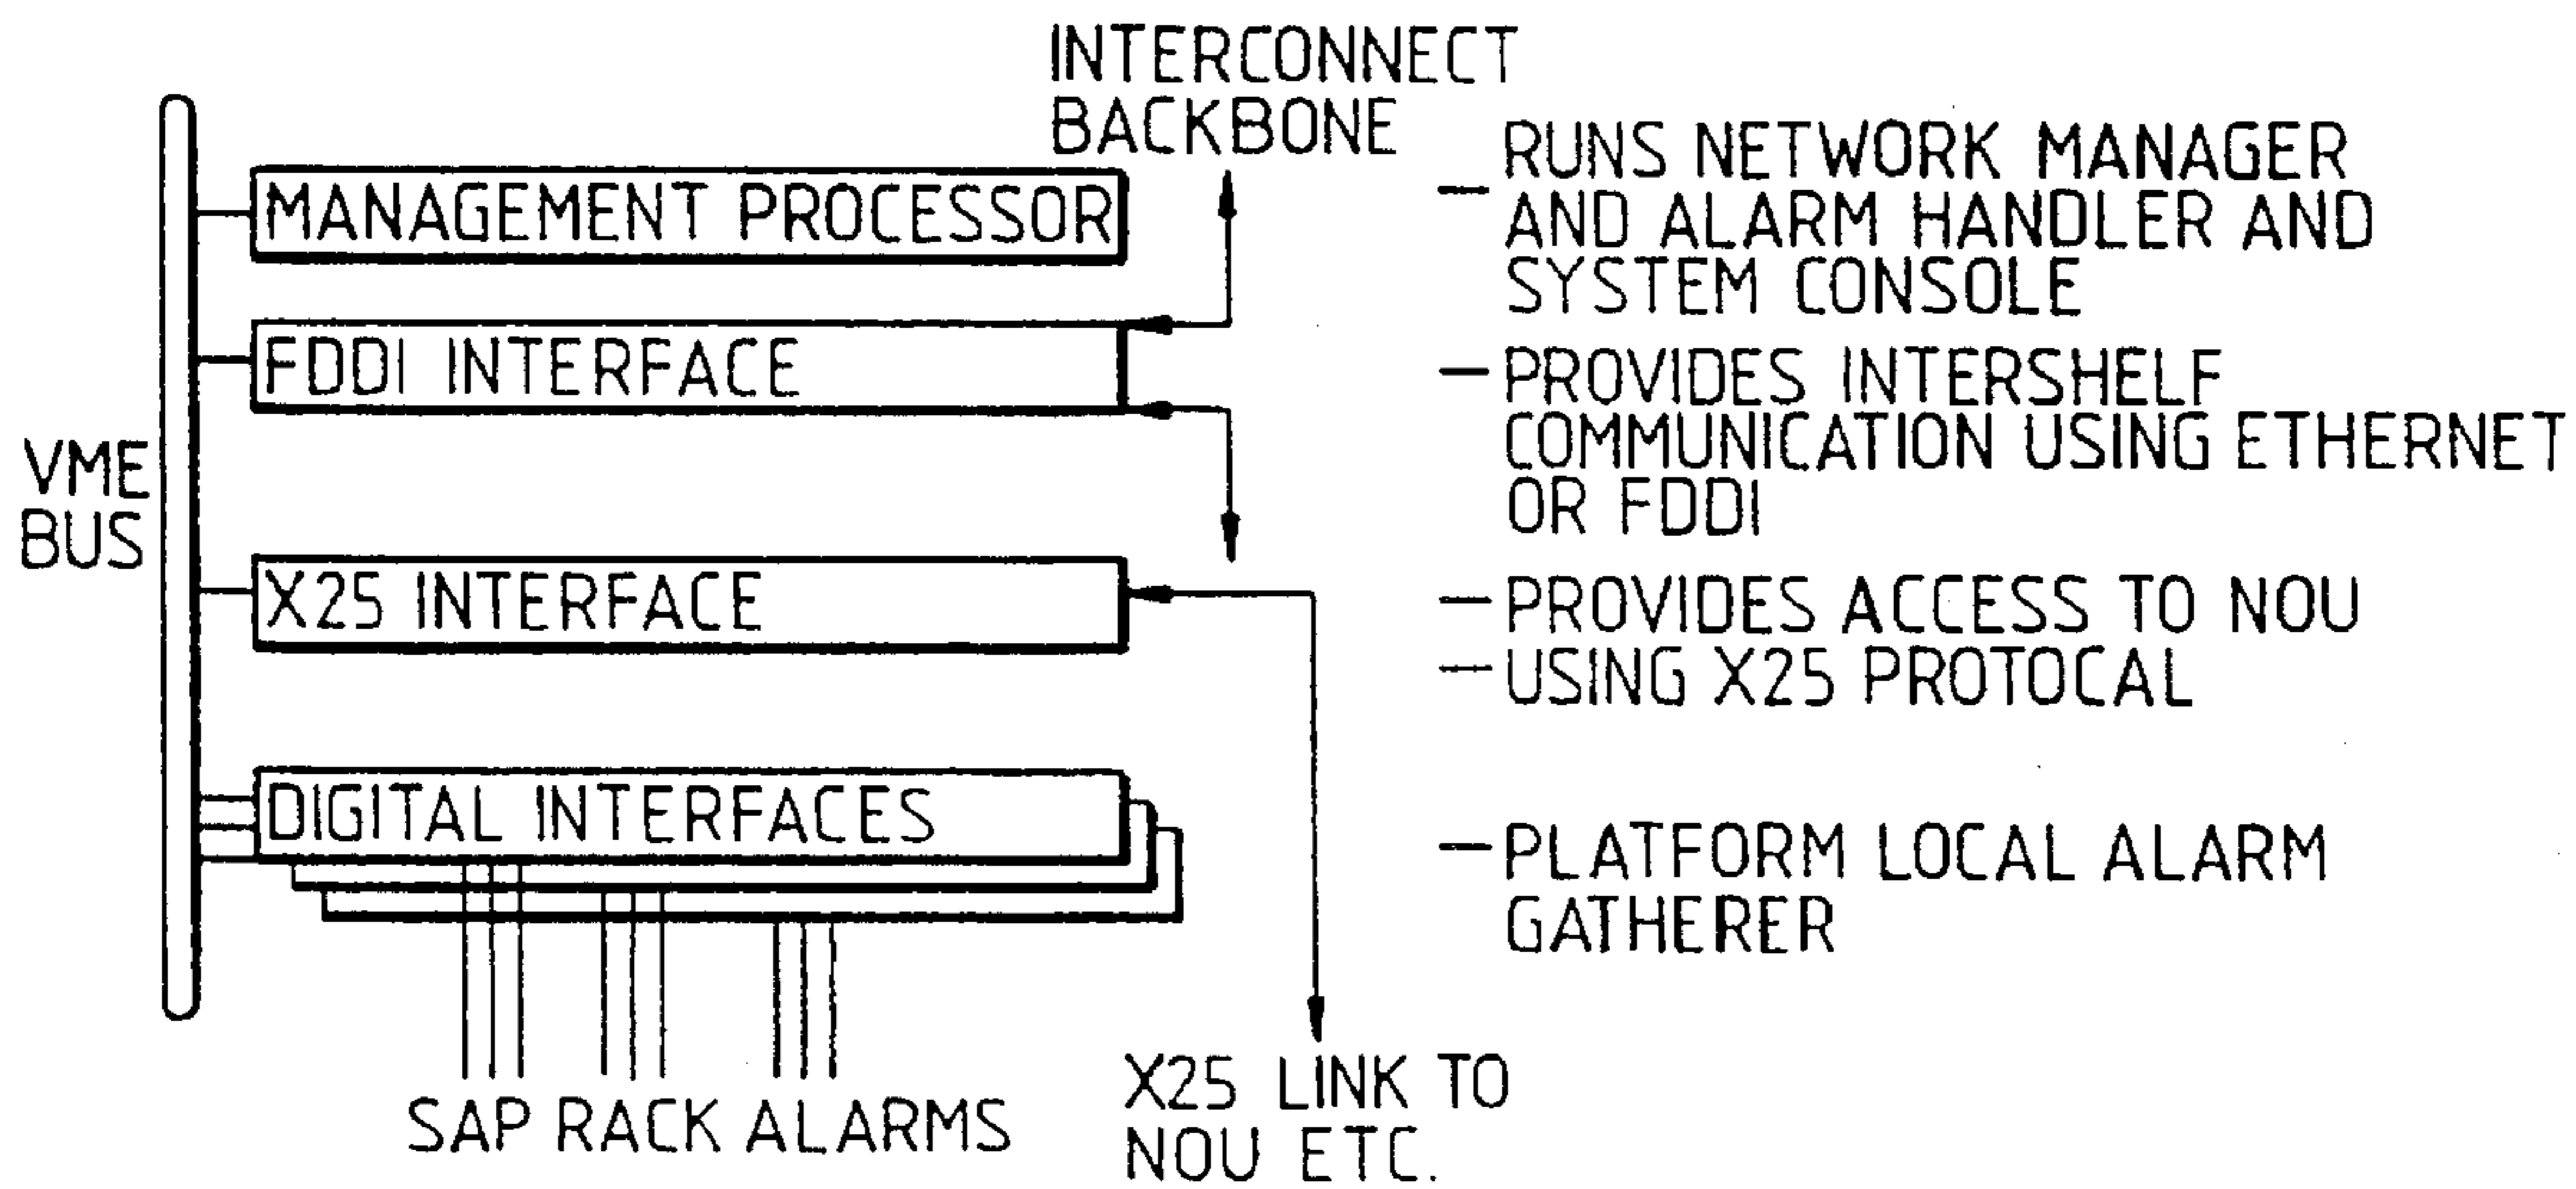 INTERCONNECT
BACKBONE
MANAGEMENT PROCESSOR
— RUNS NETWORK MANAGER
AND ALARM HANDLER AND
SYSTEM CONSOLE
FDDI INTERFACE
— PROVIDES INTERSHELF
COMMUNICATION USING ETHERNET
OR FDDI
VME
BUS
X25 INTERFACE
— PROVIDES ACCESS TO NOU
— USING X25 PROTOCAL
DIGITAL INTERFACES
— PLATFORM LOCAL ALARM
GATHERER
SAP RACK ALARMS
X25 LINK TO
NOU ETC.